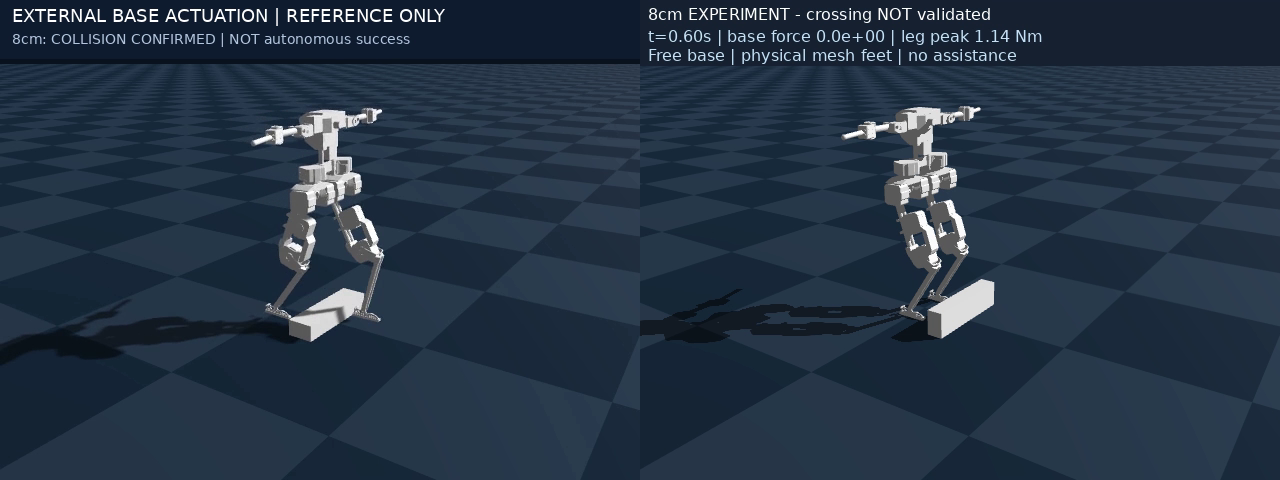 EXTERNAL BASE ACTUATION | REFERENCE ONLY
8cm: COLLISION CONFIRMED | NOT autonomous success
8cm EXPERIMENT - crossing NOT validated
t=0.60s | base force 0.0e+00 | leg peak 1.14 Nm
Free base | physical mesh feet | no assistance